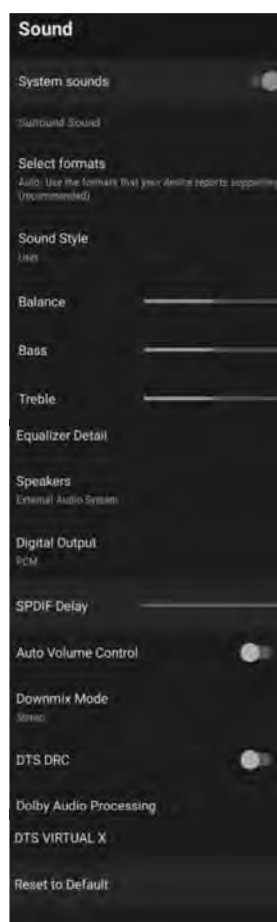 Sound
System sounds
Surround Sound
Select formats
Auto: Use the formats that your device reports supporting
(recommended)
Sound Style
User
Balance
Bass
Treble
Equalizer Detail
Speakers
External Audio System
Digital Output
PCM
SPDIF Delay
Auto Volume Control
Downmix Mode
Stereo
DTS DRC
Dolby Audio Processing
DTS VIRTUAL X
Reset to Default